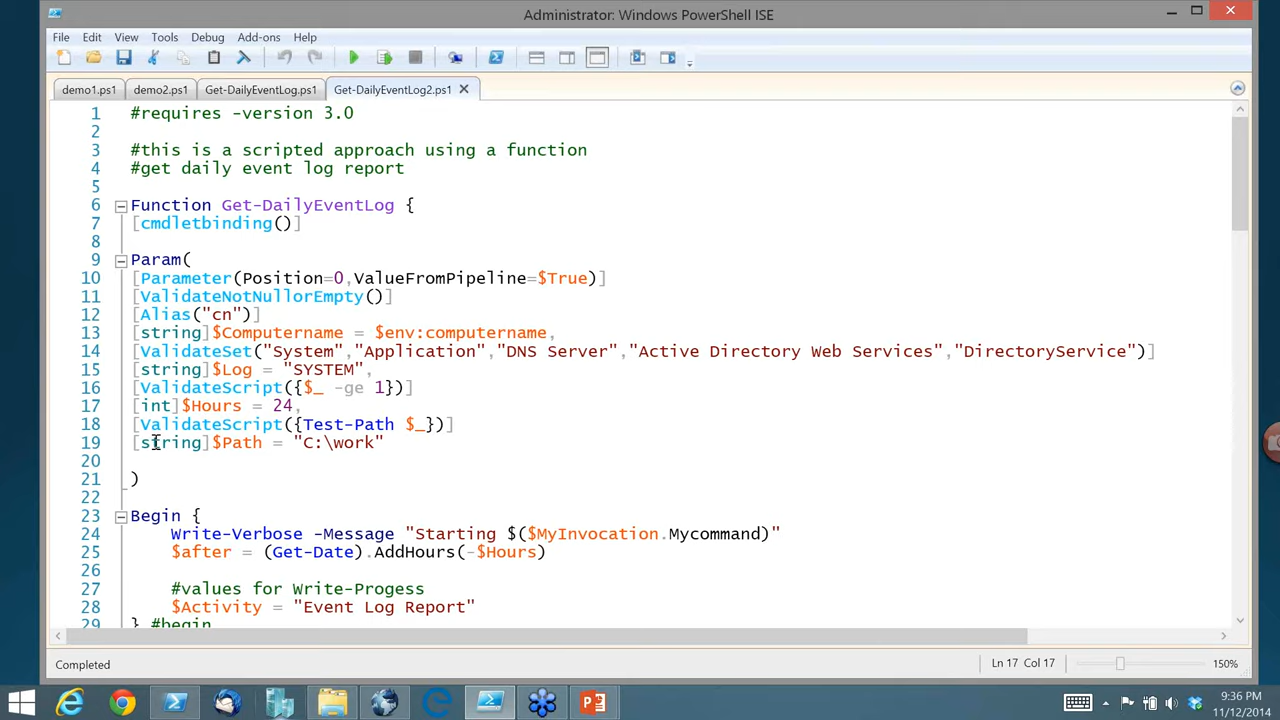 Administrator: Windows PowerShell ISE
File Edit View Tools Debug Add-ons Help
demo1.ps1 demo2.ps1 Get-DailyEventLog.ps1 Get-DailyEventLog2.ps1
1 #requires -version 3.0
2
3 #this is a scripted approach using a function
4 #get daily event log report
5
6 Function Get-DailyEventLog {
7 [cmdletbinding()]
8
9 Param(
10 [Parameter(Position=0,ValueFromPipeline=$True)]
11 [ValidateNotNullorEmpty()]
12 [Alias("cn")]
13 [string]$Computername = $env:computername,
14 [ValidateSet("System","Application","DNS Server","Active Directory Web Services","DirectoryService")]
15 [string]$Log = "SYSTEM",
16 [ValidateScript({$_ -ge 1})]
17 [int]$Hours = 24,
18 [ValidateScript({Test-Path $_})]
19 [string]$Path = "C:\work"
20
21 )
22
23 Begin {
24 Write-Verbose -Message "Starting $($MyInvocation.Mycommand)"
25 $after = (Get-Date).AddHours(-$Hours)
26
27 #values for Write-Progess
28 $Activity = "Event Log Report"
29 } #begin
Completed Ln 17 Col 17 150%
9:36 PM
11/12/2014